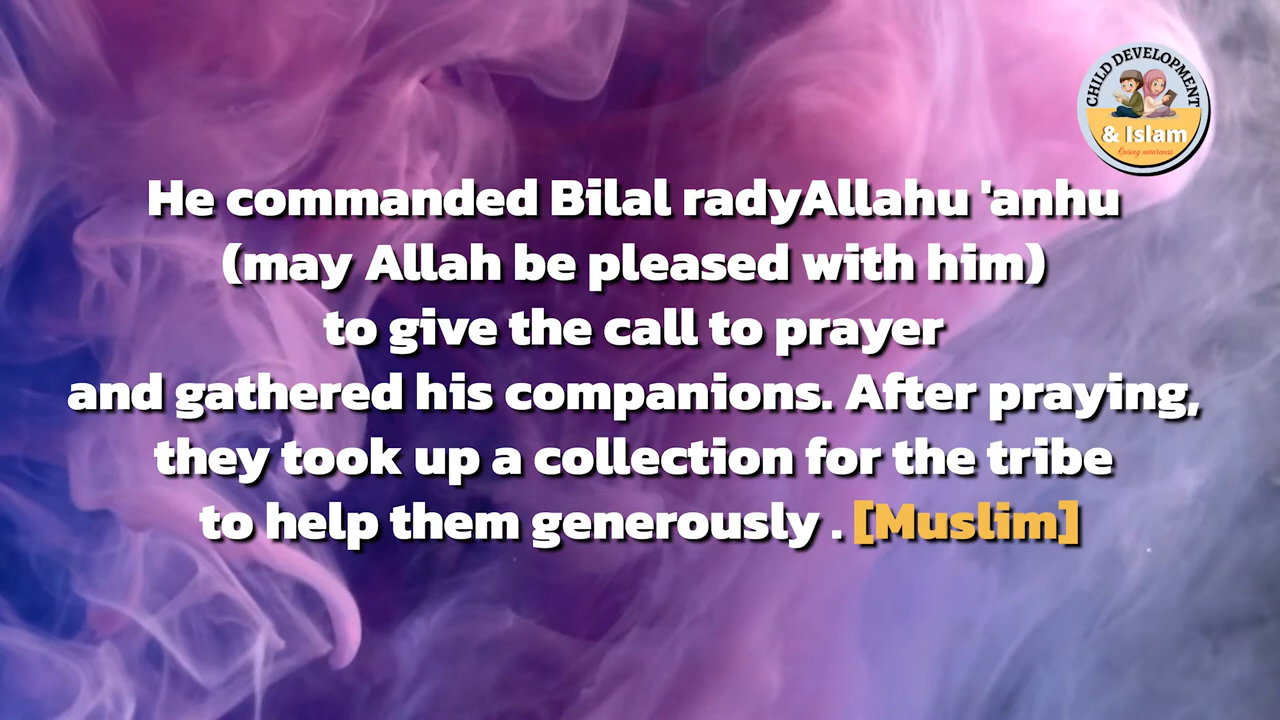 CHILD DEVELOPMENT
& Islam
Raising awareness
He commanded Bilal radyAllahu 'anhu
(may Allah be pleased with him)
to give the call to prayer
and gathered his companions. After praying,
they took up a collection for the tribe
to help them generously . [Muslim]